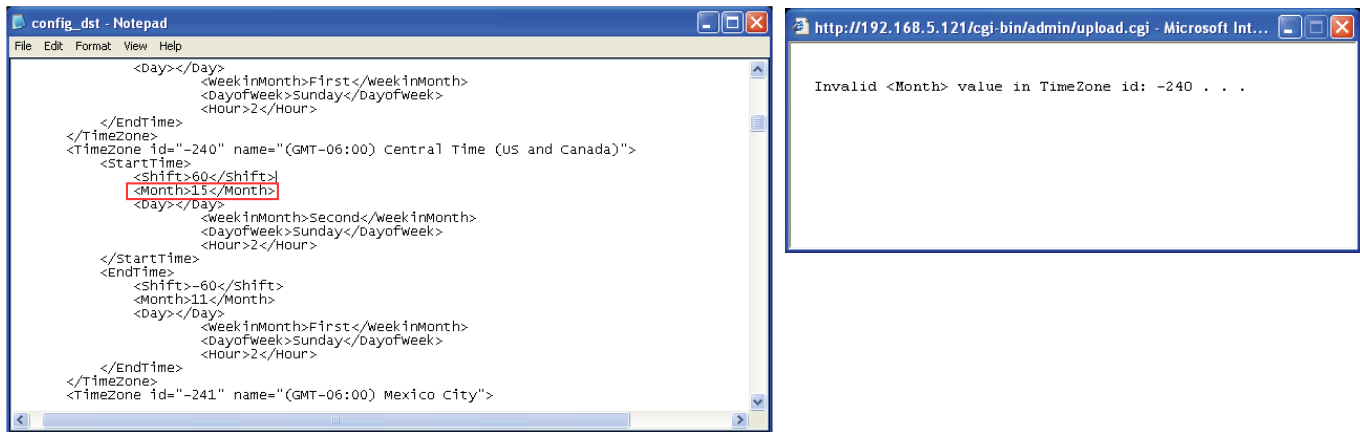 config_dst - Notepad
File Edit Format View Help
<Day></Day>
<WeekinMonth>First</WeekinMonth>
<DayofWeek>Sunday</DayofWeek>
<Hour>2</Hour>
</EndTime>
</TimeZone>
<TimeZone id="-240" name="(GMT-06:00) Central Time (US and Canada)">
<StartTime>
<Shift>60</Shift>
<Month>15</Month>
<Day></Day>
<WeekinMonth>Second</WeekinMonth>
<DayofWeek>Sunday</DayofWeek>
<Hour>2</Hour>
</StartTime>
<EndTime>
<Shift>-60</Shift>
<Month>11</Month>
<Day></Day>
<WeekinMonth>First</WeekinMonth>
<DayofWeek>Sunday</DayofWeek>
<Hour>2</Hour>
</EndTime>
</TimeZone>
<TimeZone id="-241" name="(GMT-06:00) Mexico City">
http://192.168.5.121/cgi-bin/admin/upload.cgi - Microsoft Int...
Invalid <Month> value in TimeZone id: -240 . . .